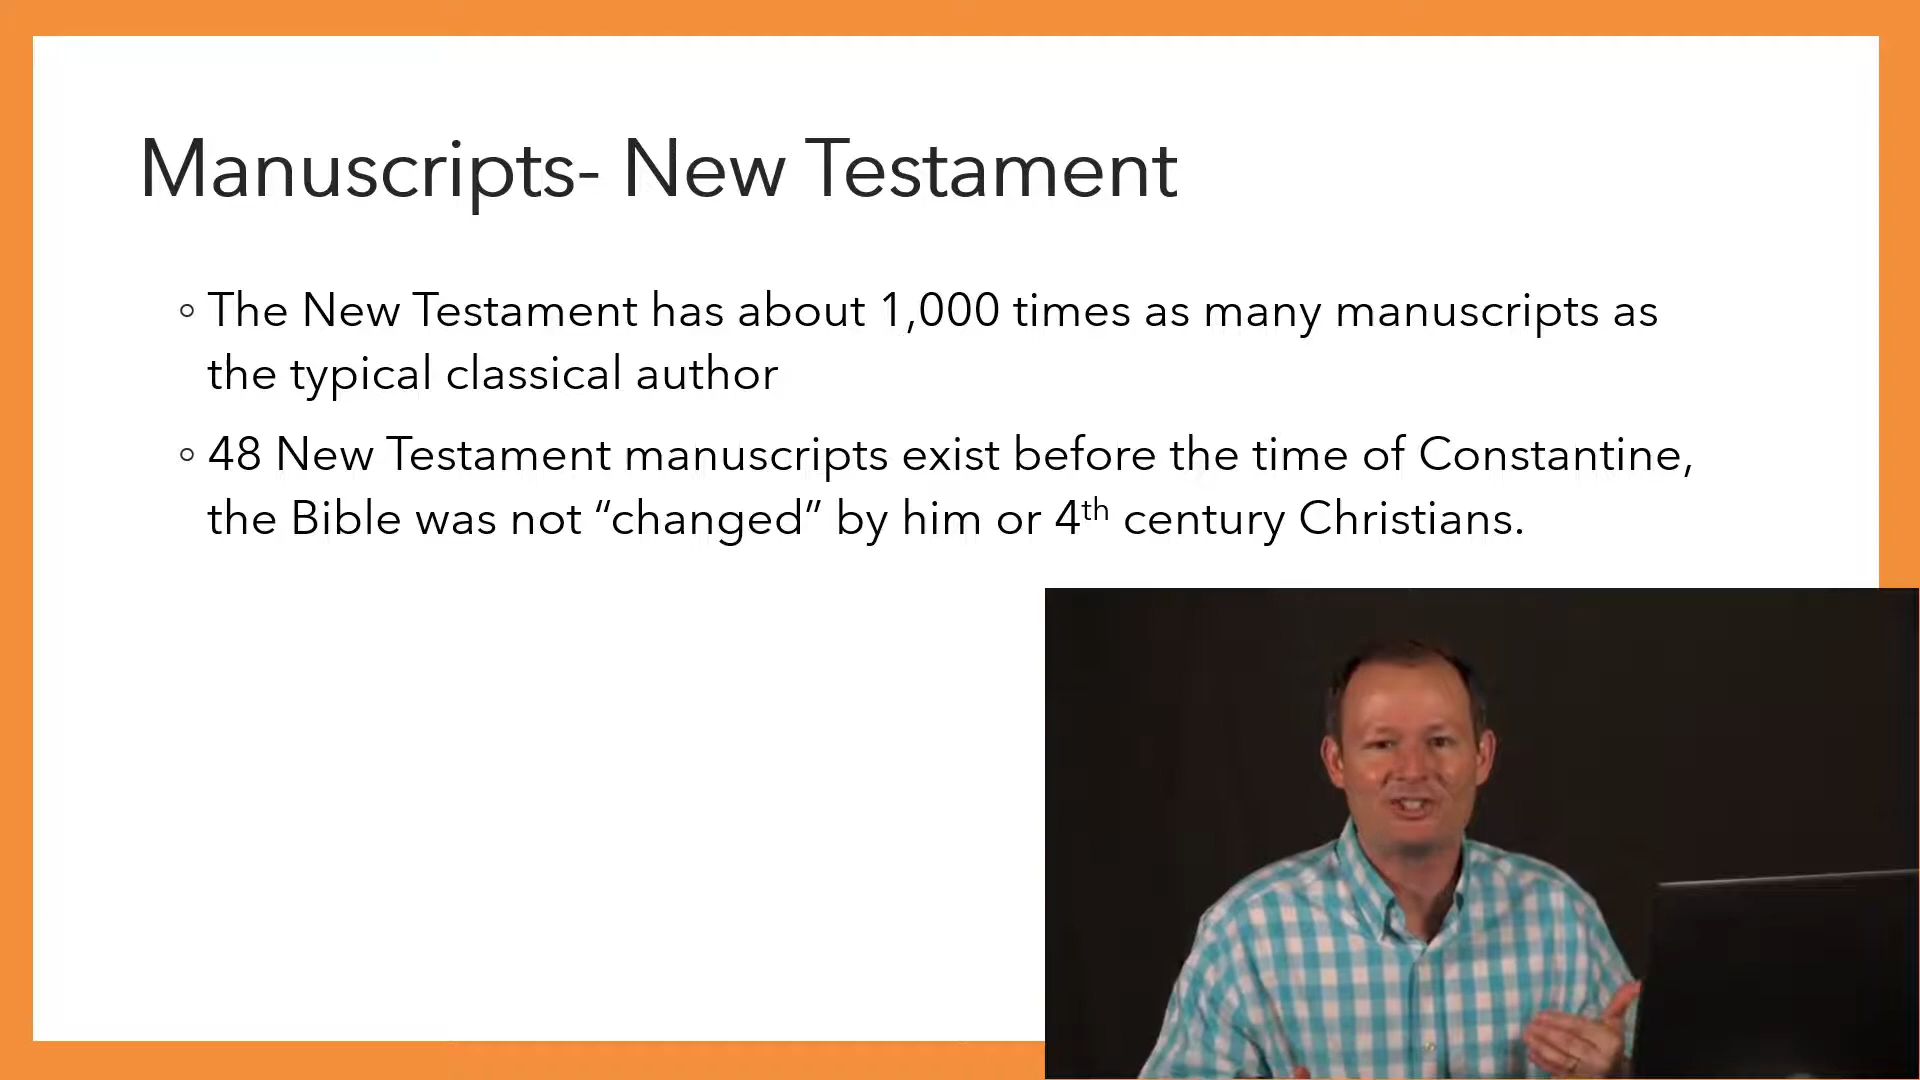 Manuscripts- New Testament
◦ The New Testament has about 1,000 times as many manuscripts as
the typical classical author
◦ 48 New Testament manuscripts exist before the time of Constantine,
the Bible was not “changed” by him or 4th century Christians.